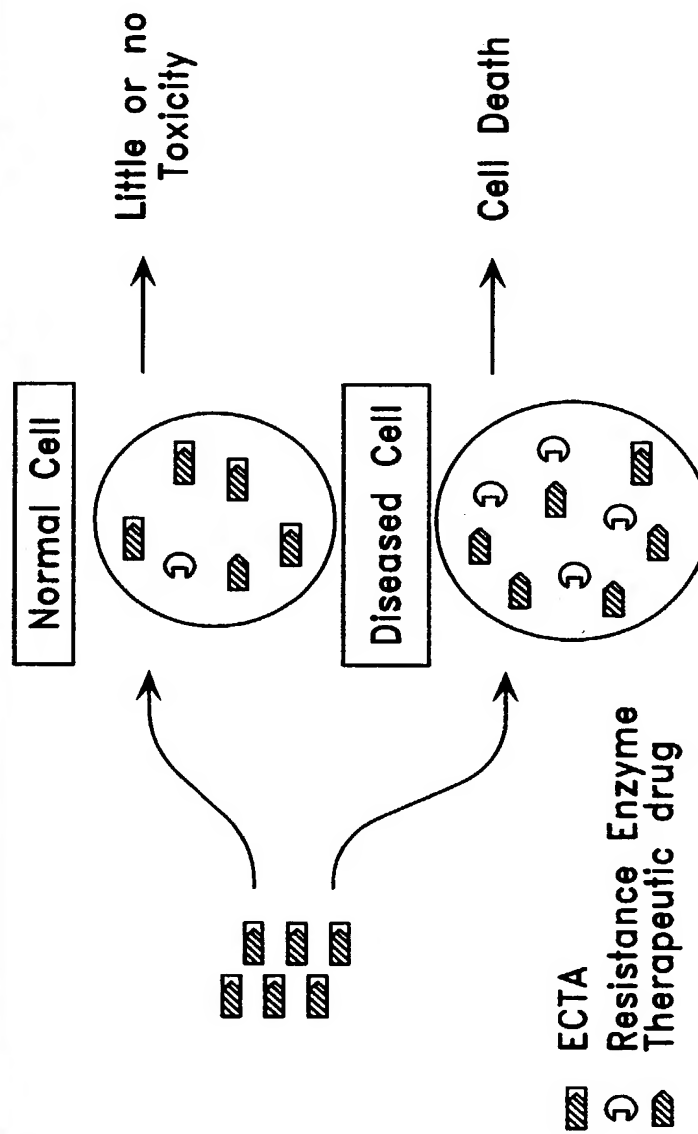 Normal Cell
Little or no
Toxicity
Diseased Cell
Cell Death
ECTA
Resistance Enzyme
Therapeutic drug